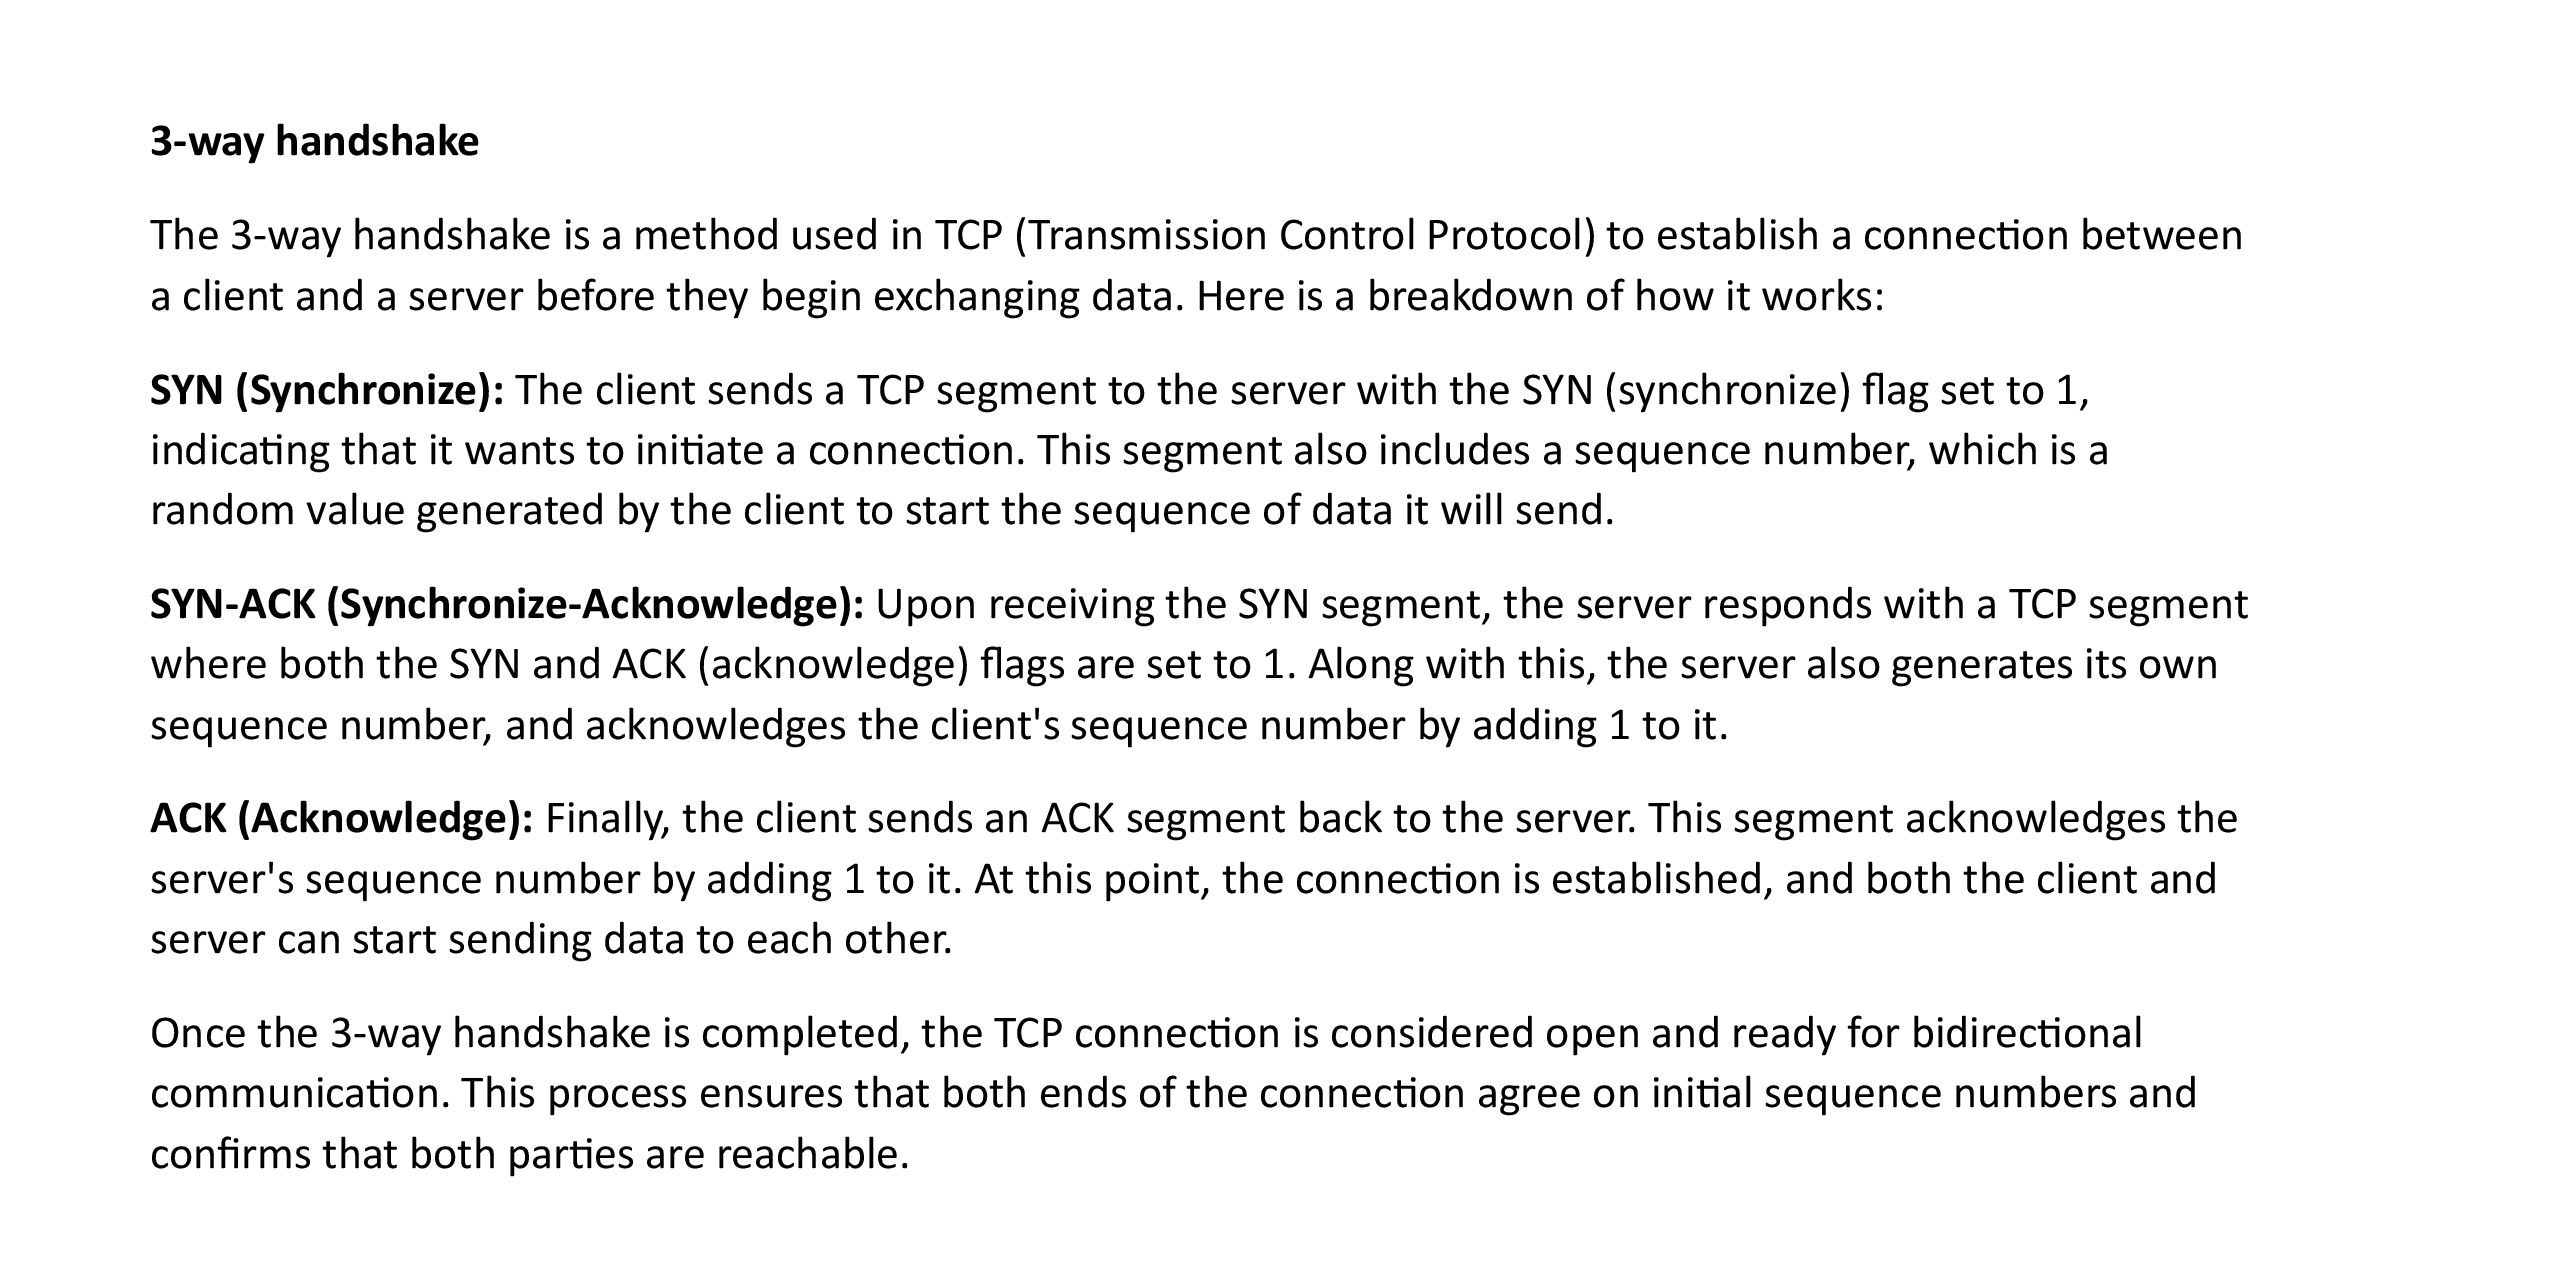 3-way handshake
The 3-way handshake is a method used in TCP (Transmission Control Protocol) to establish a connection between
a client and a server before they begin exchanging data. Here is a breakdown of how it works:
SYN (Synchronize): The client sends a TCP segment to the server with the SYN (synchronize) flag set to 1,
indicating that it wants to initiate a connection. This segment also includes a sequence number, which is a
random value generated by the client to start the sequence of data it will send.
SYN-ACK (Synchronize-Acknowledge): Upon receiving the SYN segment, the server responds with a TCP segment
where both the SYN and ACK (acknowledge) flags are set to 1. Along with this, the server also generates its own
sequence number, and acknowledges the client's sequence number by adding 1 to it.
ACK (Acknowledge): Finally, the client sends an ACK segment back to the server. This segment acknowledges the
server's sequence number by adding 1 to it. At this point, the connection is established, and both the client and
server can start sending data to each other.
Once the 3-way handshake is completed, the TCP connection is considered open and ready for bidirectional
communication. This process ensures that both ends of the connection agree on initial sequence numbers and
confirms that both parties are reachable.